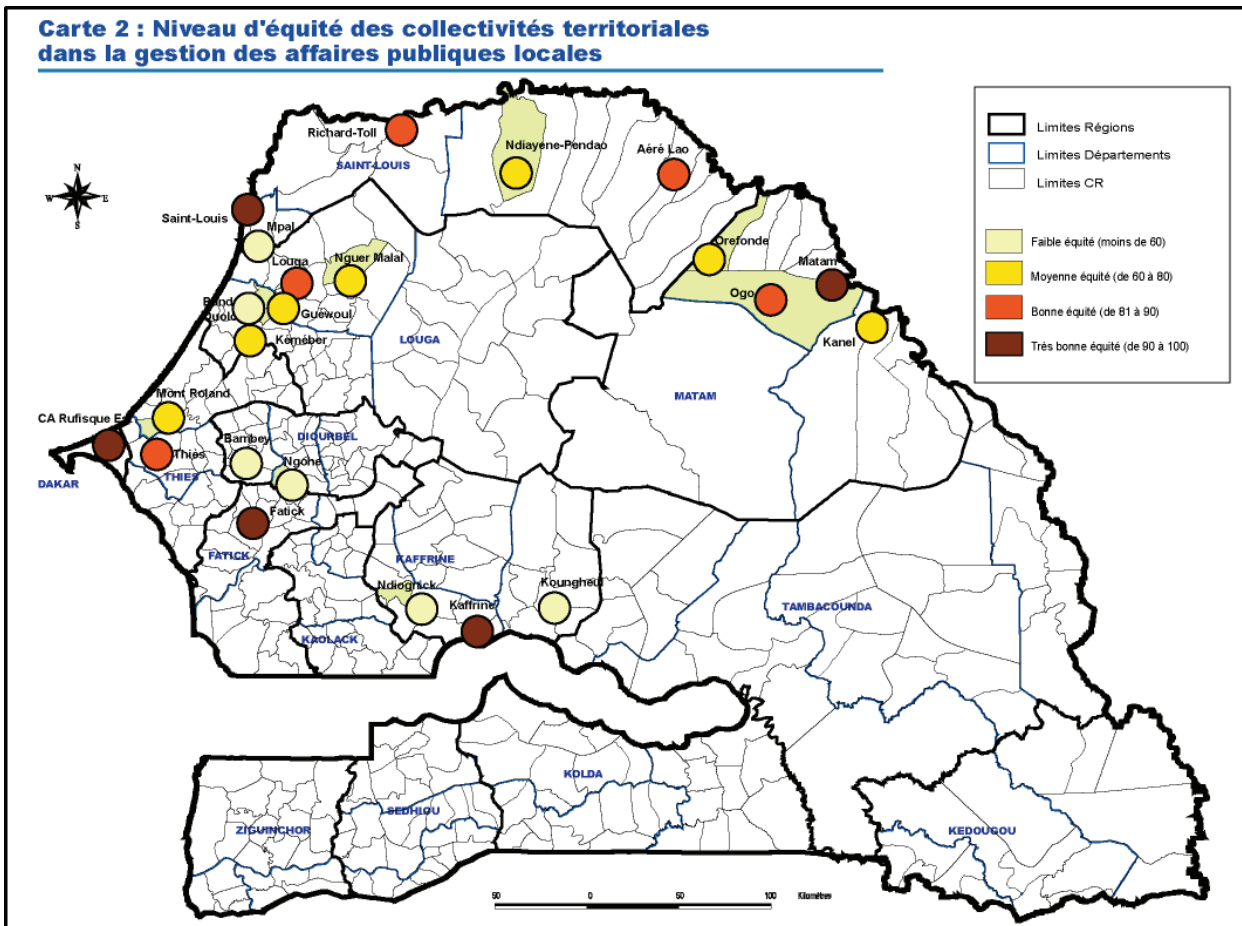 Carte 2 : Niveau d'équité des collectivités territoriales
dans la gestion des affaires publiques locales
Limites Régions
Limites Départements
Limites CR
Faible équité (moins de 60)
Moyenne équité (de 60 à 80)
Bonne équité (de 81 à 90)
Très bonne équité (de 90 à 100)
N
W
E
S
Richard-Toll
SAINT-LOUIS
Ndiayene-Pendao
Aéré Lao
Saint-Louis
Mpal
Louga
Nguer Malal
Orefonde
Matam
Ogo
Guéwoul
Kanel
Kéméber
LOUGA
MATAM
Mont Roland
CA Rufisque Es
Bambey
DIOURBEL
Thiès
THIES
Ngohe
DAKAR
Fatick
FATICK
KAFFRINE
Ndiognick
Kaffrine
Koungheul
TAMBACOUNDA
KAOLACK
KOLDA
SEDHIOU
ZIGUINCHOR
KEDOUGOU
50 0 50 100 Kilomètres